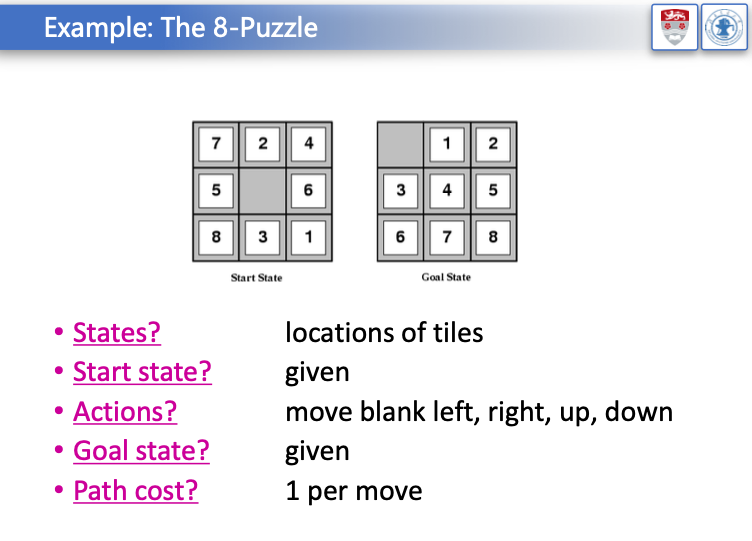 Example: The 8-Puzzle
7 2 4
5 6
8 3 1
Start State
1 2
3 4 5
6 7 8
Goal State
• States? locations of tiles
• Start state? given
• Actions? move blank left, right, up, down
• Goal state? given
• Path cost? 1 per move